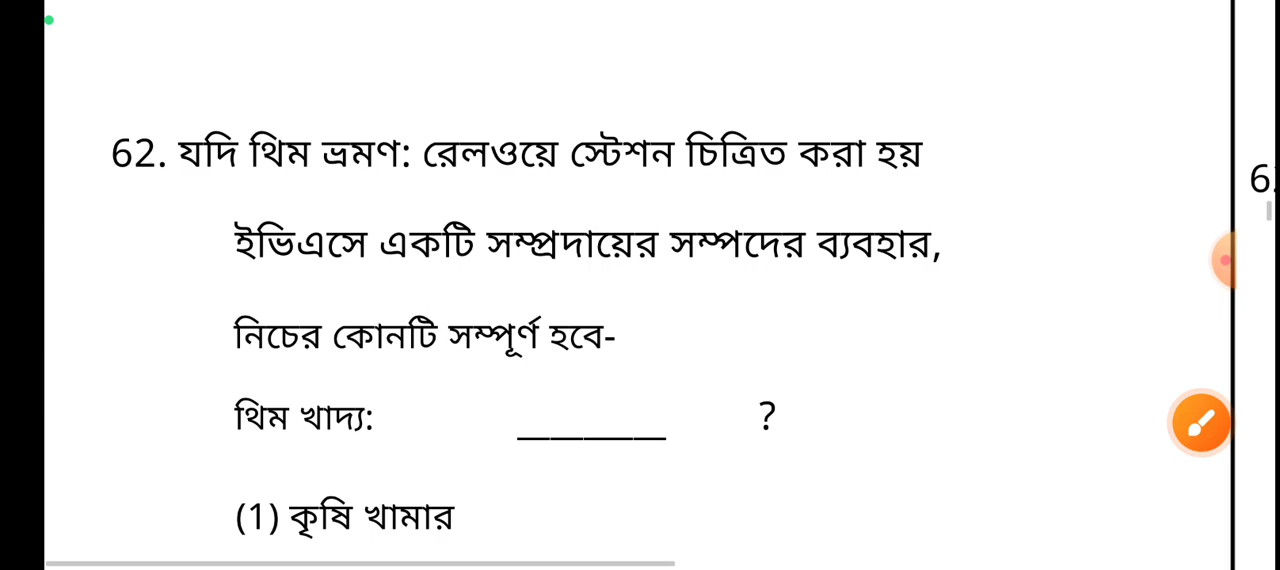 62. যদি থিম ভ্রমণ: রেলওয়ে স্টেশন চিত্রিত করা হয়
ইভিএসে একটি সম্প্রদায়ের সম্পদের ব্যবহার,
নিচের কোনটি সম্পূর্ণ হবে-
থিম খাদ্য: _________ ?
(1) কৃষি খামার